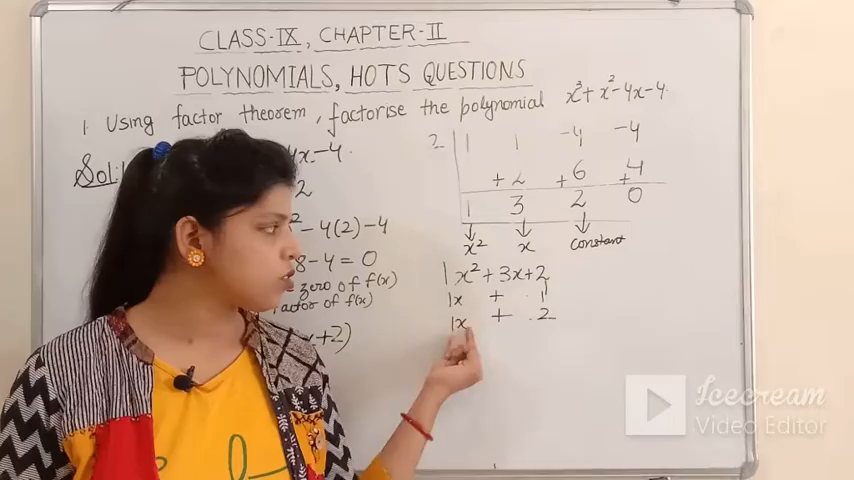 CLASS-IX, CHAPTER-II
POLYNOMIALS, HOTS QUESTIONS
1. Using factor theorem, factorise the polynomial x³+x²-4x-4
Solⁿ: 4x-4.
2
²-4(2)-4
8-4=0
zero of f(x)
factor of f(x)
x+2)
2 1 1 -4 -4
+2 +6 +4
1 3 2 0
x² x constant
1x²+3x+2
1x + 1
1x + 2
Icecream
Video Editor